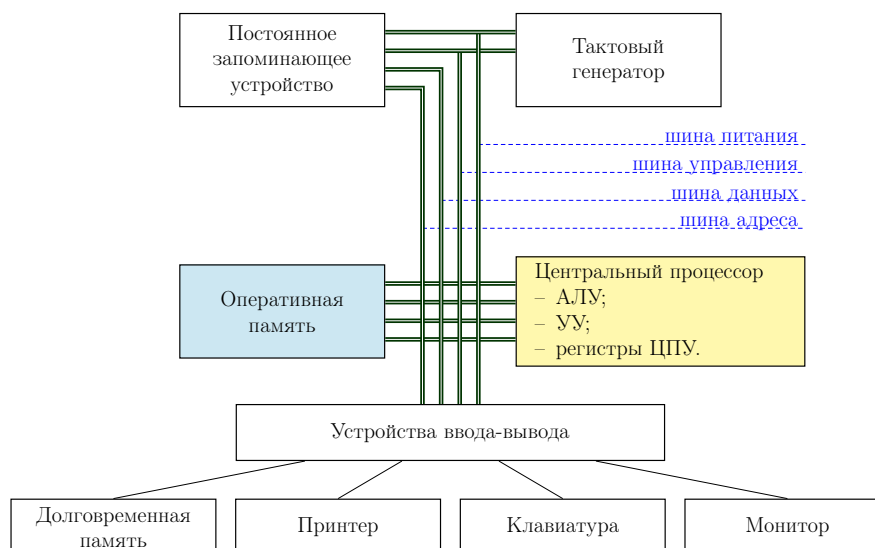 Постоянное
запоминающее
устройство
Тактовый
генератор
шина питания
шина управления
шина данных
шина адреса
Оперативная
память
Центральный процессор
– АЛУ;
– УУ;
– регистры ЦПУ.
Устройства ввода-вывода
Долговременная
память
Принтер
Клавиатура
Монитор